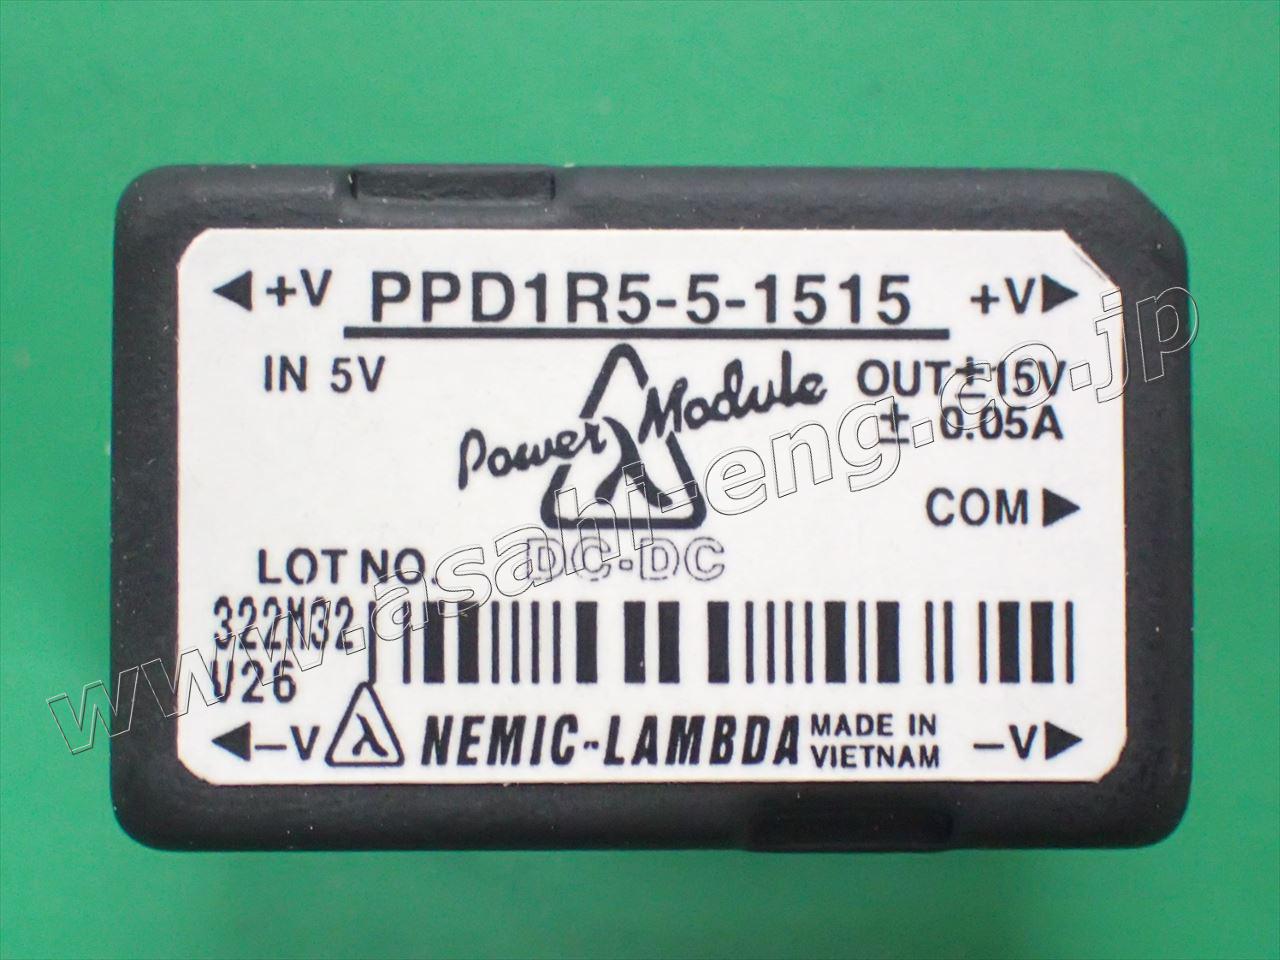 ◀+V PPD1R5-5-1515 +V▶
IN 5V
Power Module
OUT ±15V
± 0.05A
COM▶
DC-DC
LOT NO.
322M32
V26
◀−V λ NEMIC-LAMBDA MADE IN VIETNAM −V▶
www.asahi-eng.co.jp